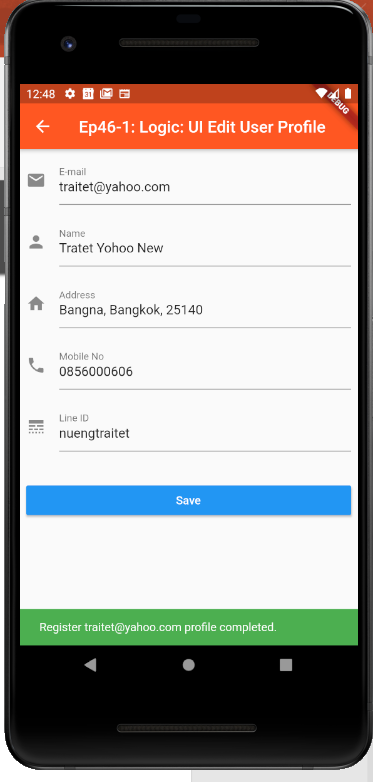 12:48
31
DEBUG
Ep46-1: Logic: UI Edit User Profile
E-mail
traitet@yahoo.com
Name
Tratet Yohoo New
Address
Bangna, Bangkok, 25140
Mobile No
0856000606
Line ID
nuengtraitet
Save
Register traitet@yahoo.com profile completed.